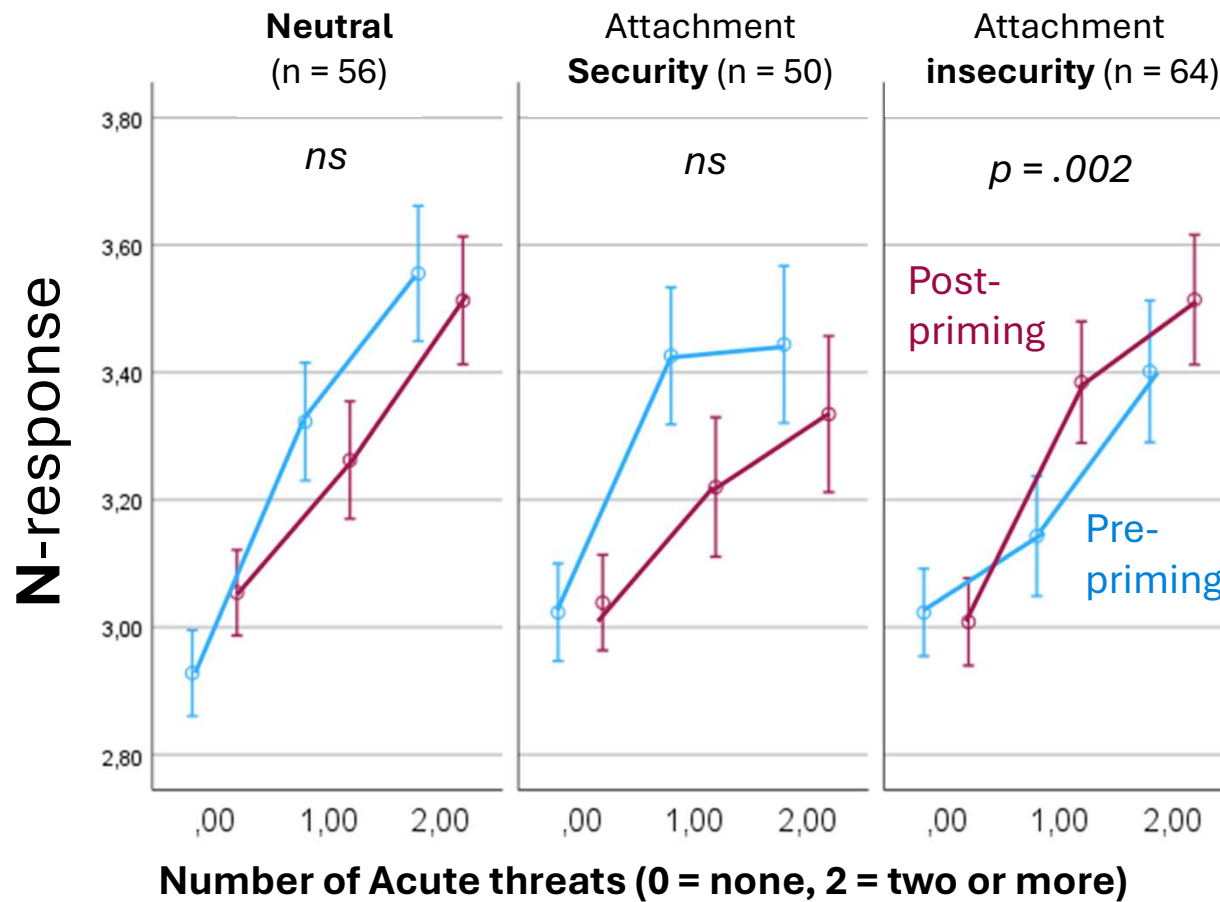 Neutral
(n = 56)
Attachment
Security (n = 50)
Attachment
insecurity (n = 64)
3,80
3,60
3,40
3,20
3,00
2,80
N-response
ns
ns
p = .002
Post-
priming
Pre-
priming
,00 1,00 2,00
,00 1,00 2,00
,00 1,00 2,00
Number of Acute threats (0 = none, 2 = two or more)